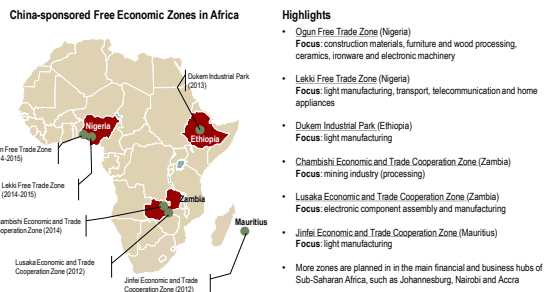 China-sponsored Free Economic Zones in Africa
Dukem Industrial Park
(2013)
Nigeria
Ethiopia
Free Trade Zone
4-2015)
Lekki Free Trade Zone
(2014-2015)
Zambia
ambishi Economic and Trade
operation Zone (2014)
Mauritius
Lusaka Economic and Trade
Cooperation Zone (2012)
Jinfei Economic and Trade
Cooperation Zone (2012)
Highlights
• Ogun Free Trade Zone (Nigeria)
Focus: construction materials, furniture and wood processing,
ceramics, ironware and electronic machinery
• Lekki Free Trade Zone (Nigeria)
Focus: light manufacturing, transport, telecommunication and home
appliances
• Dukem Industrial Park (Ethiopia)
Focus: light manufacturing
• Chambishi Economic and Trade Cooperation Zone (Zambia)
Focus: mining industry (processing)
• Lusaka Economic and Trade Cooperation Zone (Zambia)
Focus: electronic component assembly and manufacturing
• Jinfei Economic and Trade Cooperation Zone (Mauritius)
Focus: light manufacturing
• More zones are planned in in the main financial and business hubs of
Sub-Saharan Africa, such as Johannesburg, Nairobi and Accra